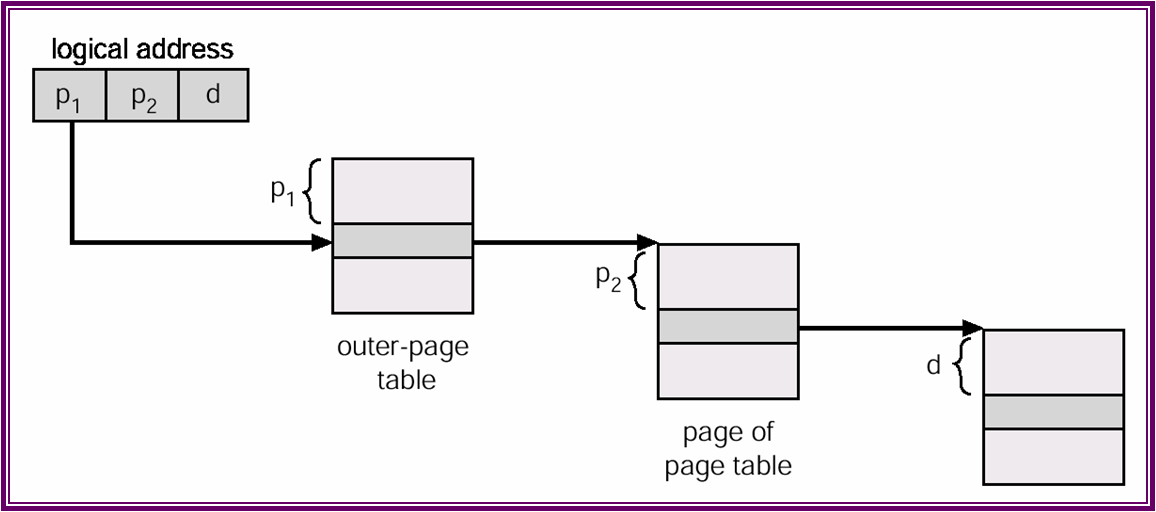 logical address
p1 p2 d
p1
outer-page
table
p2
page of
page table
d